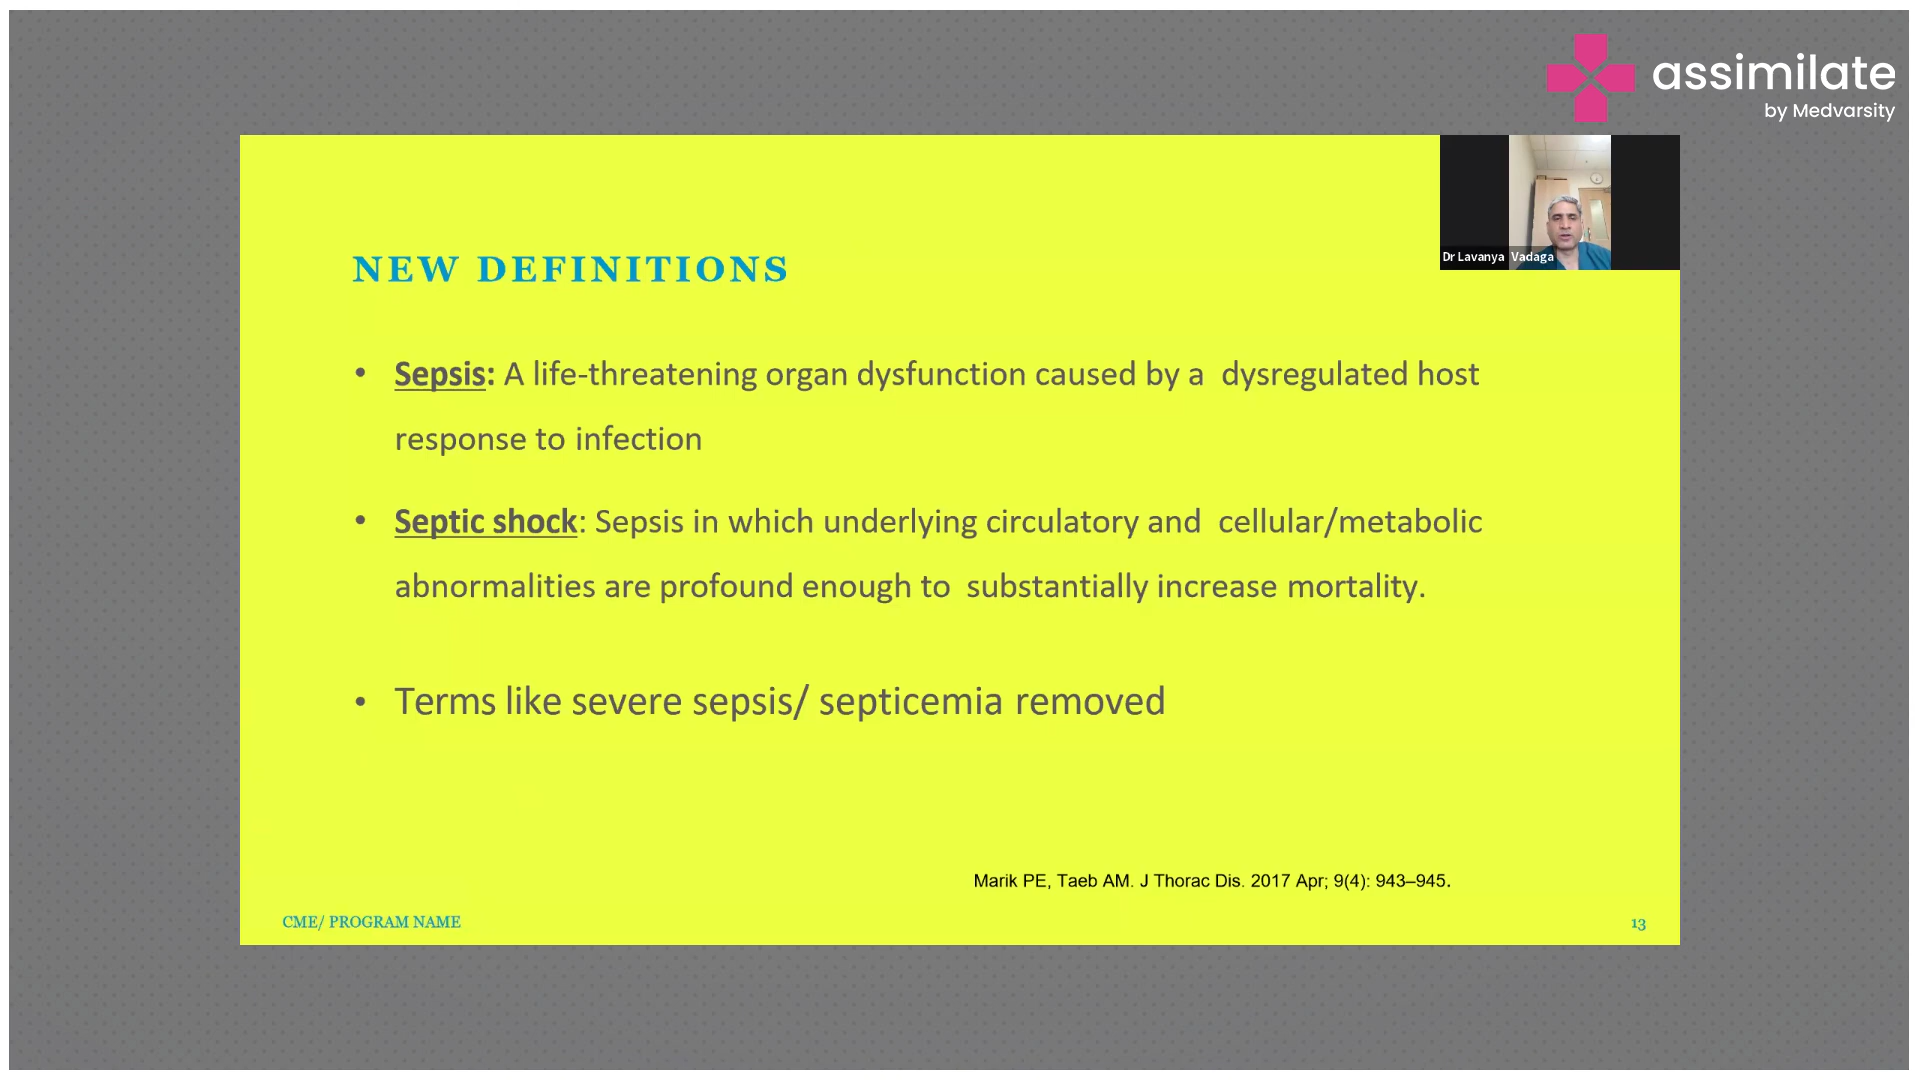 assimilate
by Medvarsity
Dr Lavanya Vadaga
NEW DEFINITIONS
• Sepsis: A life-threatening organ dysfunction caused by a dysregulated host
response to infection
• Septic shock: Sepsis in which underlying circulatory and cellular/metabolic
abnormalities are profound enough to substantially increase mortality.
• Terms like severe sepsis/ septicemia removed
Marik PE, Taeb AM. J Thorac Dis. 2017 Apr; 9(4): 943–945.
CME/ PROGRAM NAME
13